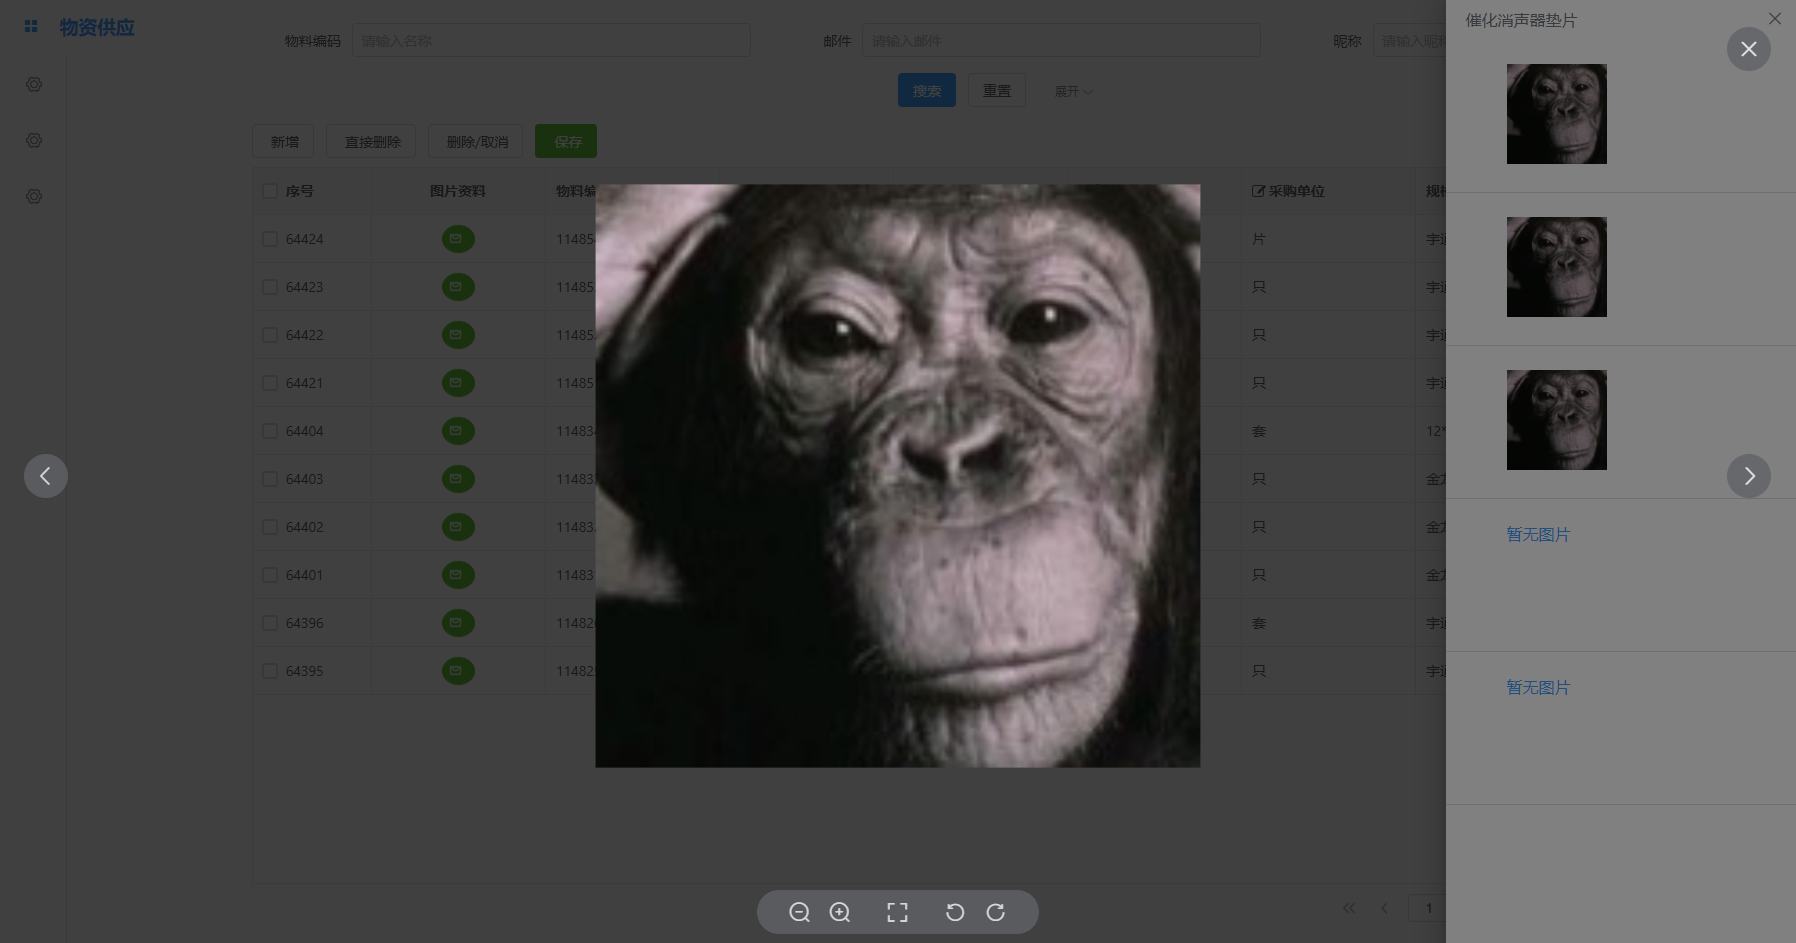 物资供应
物料编码 请输入名称 邮件 请输入邮件 昵称 请输入昵
搜索 重置 展开
新增 直接删除 删除/取消 保存
序号 图片资料 物料编 采购单位 规
64424 11485 片 宇
64423 11485 只 宇
64422 11485 只 宇
64421 11485 只 宇
64404 11483 套 12*
64403 11483 只 金
64402 11483 只 金
64401 11483 只 金
64396 11482 套 宇
64395 11482 只 宇
1
催化消声器垫片
暂无图片
暂无图片